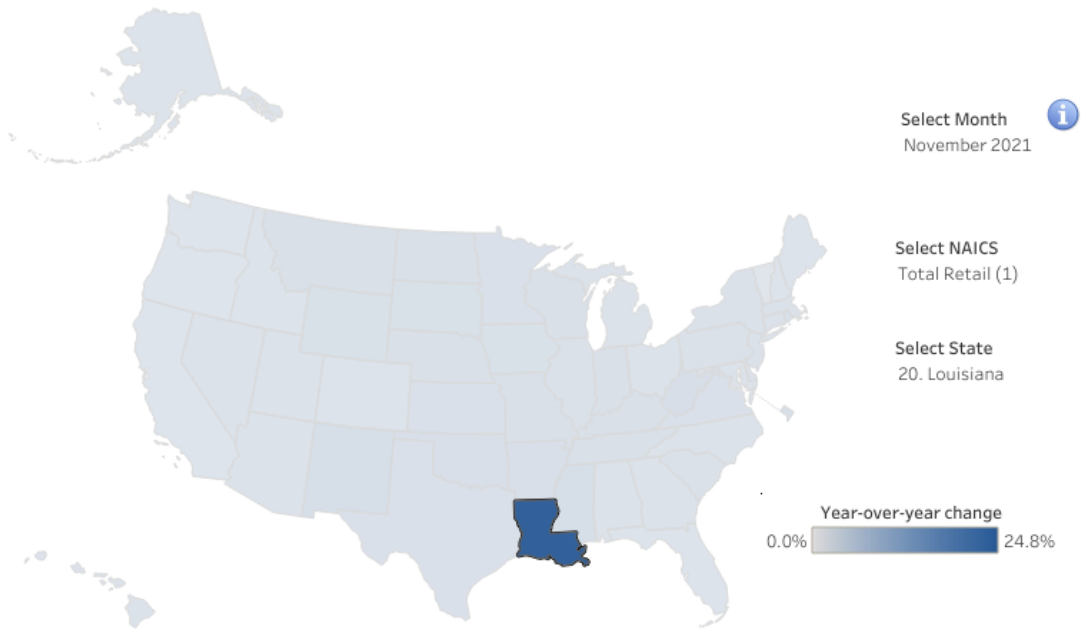 Select Month
November 2021
Select NAICS
Total Retail (1)
Select State
20. Louisiana
Year-over-year change
0.0% 24.8%